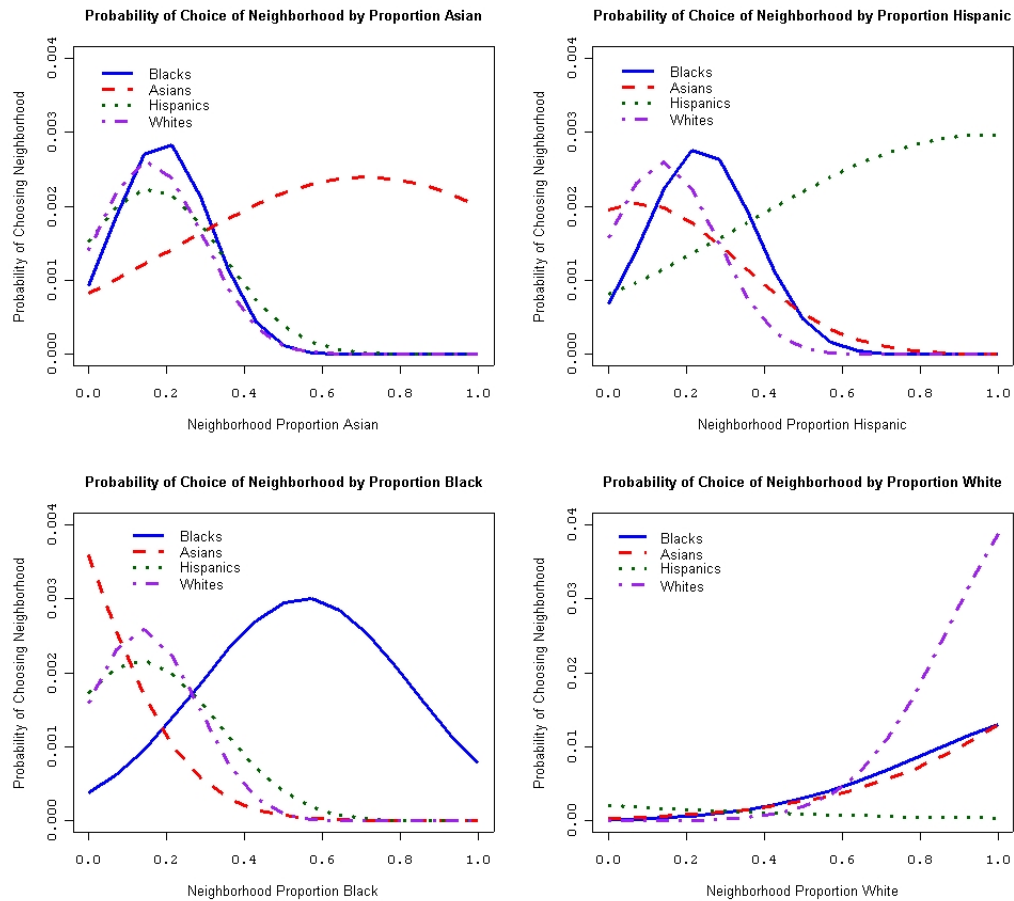 Probability of Choice of Neighborhood by Proportion Asian
Probability of Choosing Neighborhood
0.004
0.003
0.002
0.001
0.000
Blacks
Asians
Hispanics
Whites
0.0 0.2 0.4 0.6 0.8 1.0
Neighborhood Proportion Asian
Probability of Choice of Neighborhood by Proportion Hispanic
Probability of Choosing Neighborhood
0.004
0.003
0.002
0.001
0.000
Blacks
Asians
Hispanics
Whites
0.0 0.2 0.4 0.6 0.8 1.0
Neighborhood Proportion Hispanic
Probability of Choice of Neighborhood by Proportion Black
Probability of Choosing Neighborhood
0.004
0.003
0.002
0.001
0.000
Blacks
Asians
Hispanics
Whites
0.0 0.2 0.4 0.6 0.8 1.0
Neighborhood Proportion Black
Probability of Choice of Neighborhood by Proportion White
Probability of Choosing Neighborhood
0.04
0.03
0.02
0.01
0.00
Blacks
Asians
Hispanics
Whites
0.0 0.2 0.4 0.6 0.8 1.0
Neighborhood Proportion White